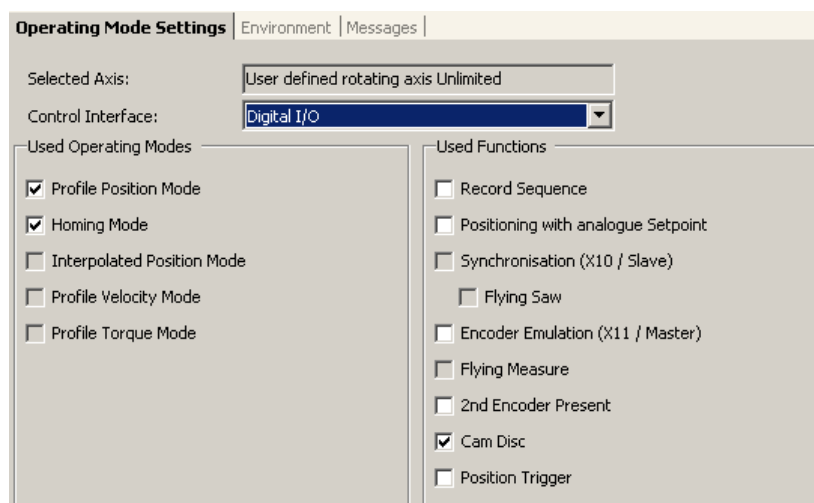 Operating Mode Settings Environment Messages
Selected Axis: User defined rotating axis Unlimited
Control Interface: Digital I/O
Used Operating Modes
Profile Position Mode
Homing Mode
Interpolated Position Mode
Profile Velocity Mode
Profile Torque Mode
Used Functions
Record Sequence
Positioning with analogue Setpoint
Synchronisation (X10 / Slave)
Flying Saw
Encoder Emulation (X11 / Master)
Flying Measure
2nd Encoder Present
Cam Disc
Position Trigger